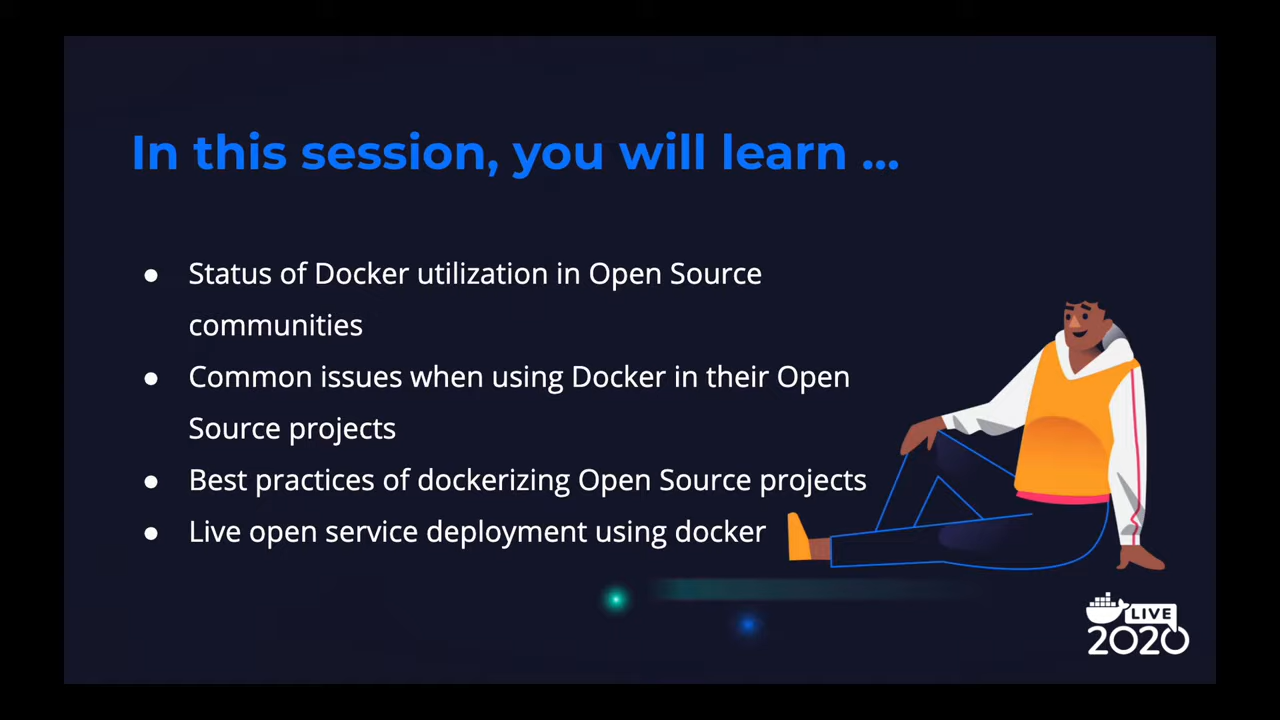 In this session, you will learn ...
● Status of Docker utilization in Open Source
communities
● Common issues when using Docker in their Open
Source projects
● Best practices of dockerizing Open Source projects
● Live open service deployment using docker
LIVE
2020